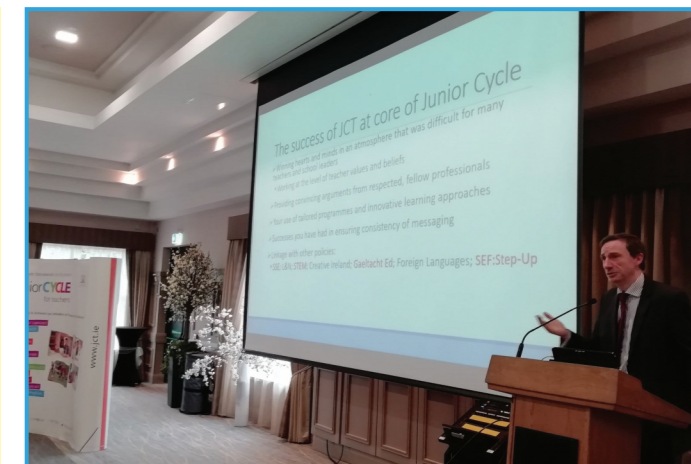 The success of JCT at core of Junior Cycle
Winning hearts and minds in an atmosphere that was difficult for many
teachers and school leaders
Working at the level of teacher values and beliefs
Providing convincing arguments from respected, fellow professionals
Your use of tailored programmes and innovative learning approaches
Success you have had in ensuring consistency of messaging
Linkage with other policies:
STEM; Creative Ireland; Gaeltacht Ed; Foreign Languages; SEF:Step-Up
ior CYCLE
for teachers
www.jct.ie